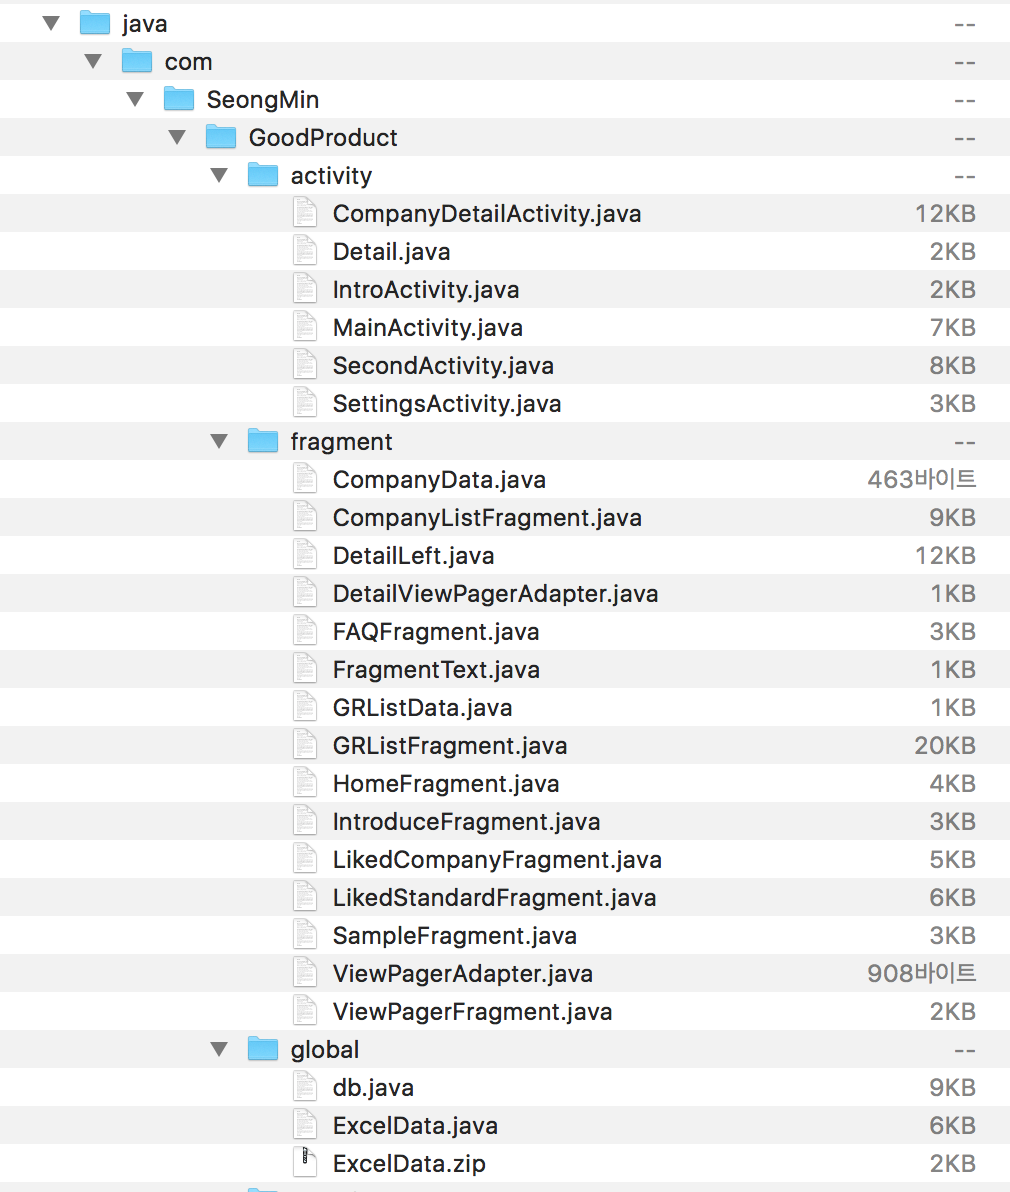 java --
com --
SeongMin --
GoodProduct --
activity --
CompanyDetailActivity.java 12KB
Detail.java 2KB
IntroActivity.java 2KB
MainActivity.java 7KB
SecondActivity.java 8KB
SettingsActivity.java 3KB
fragment --
CompanyData.java 463바이트
CompanyListFragment.java 9KB
DetailLeft.java 12KB
DetailViewPagerAdapter.java 1KB
FAQFragment.java 3KB
FragmentText.java 1KB
GRListData.java 1KB
GRListFragment.java 20KB
HomeFragment.java 4KB
IntroduceFragment.java 3KB
LikedCompanyFragment.java 5KB
LikedStandardFragment.java 6KB
SampleFragment.java 3KB
ViewPagerAdapter.java 908바이트
ViewPagerFragment.java 2KB
global --
db.java 9KB
ExcelData.java 6KB
ExcelData.zip 2KB